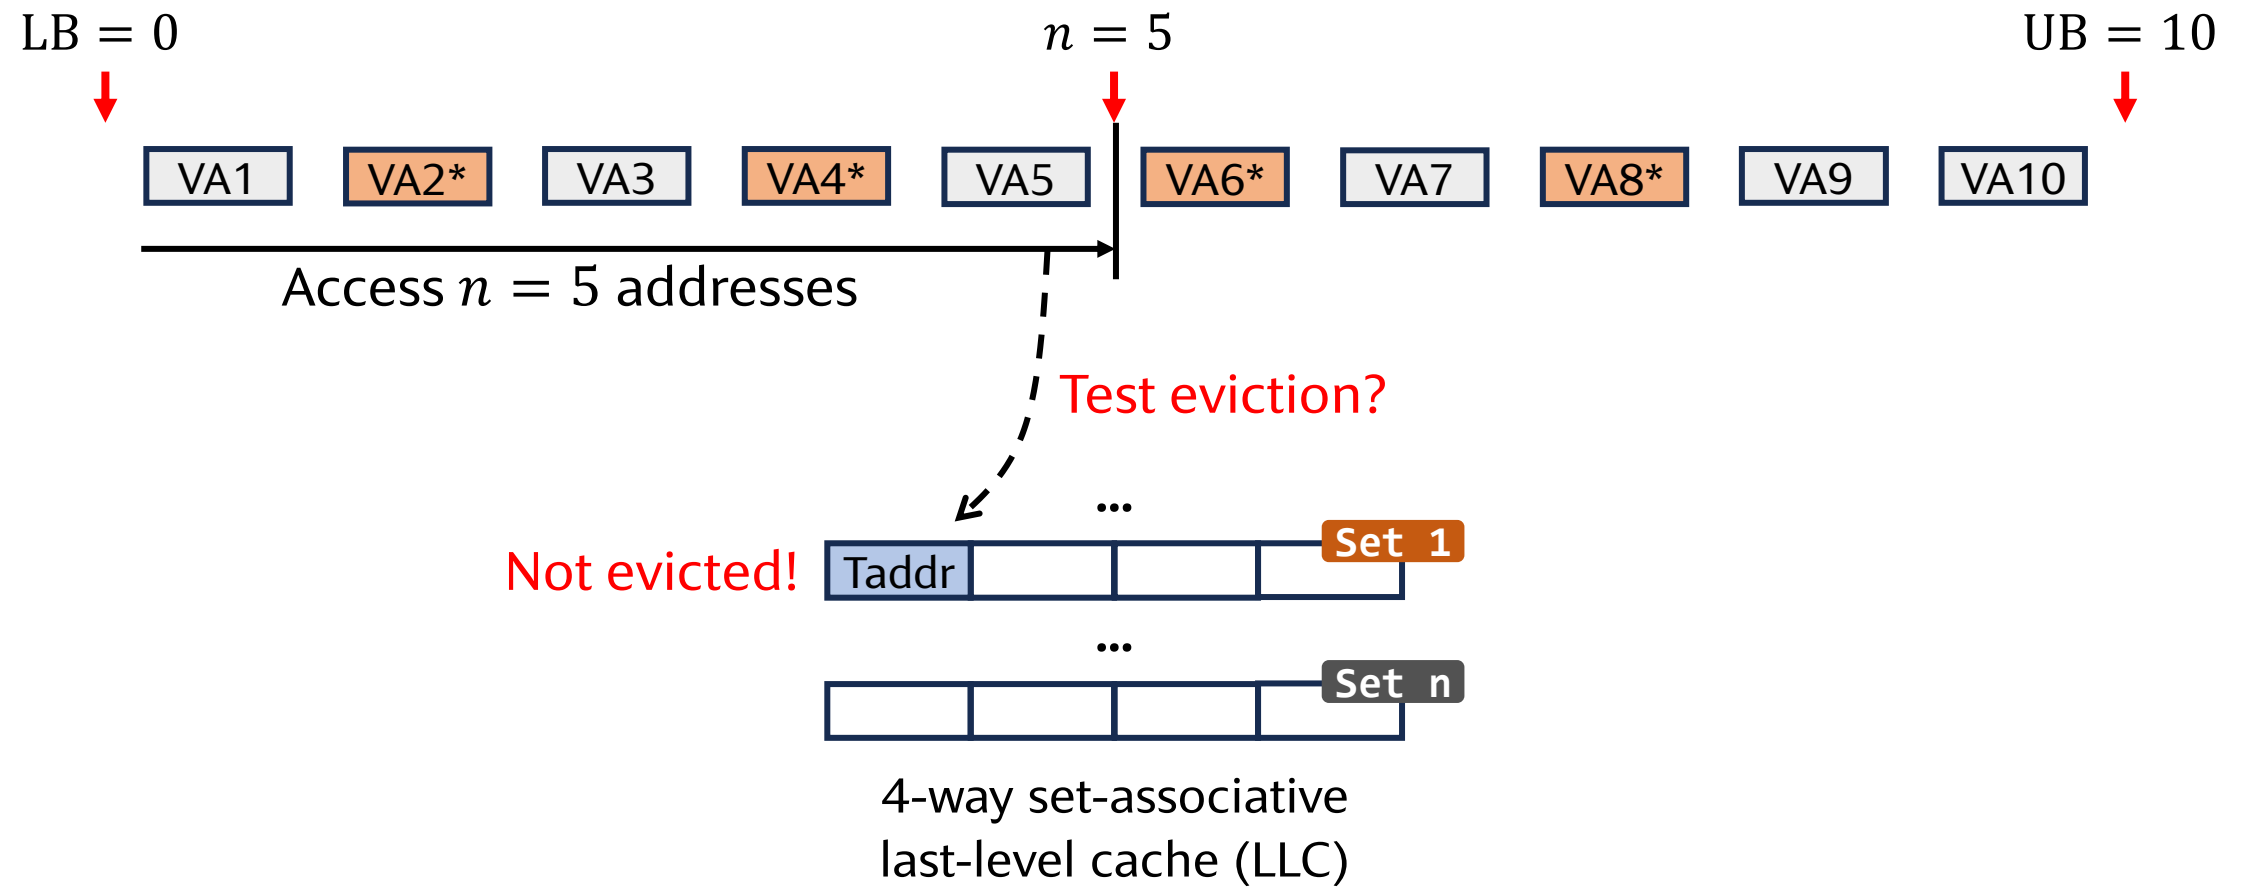 LB = 0
n = 5
UB = 10
VA1
VA2*
VA3
VA4*
VA5
VA6*
VA7
VA8*
VA9
VA10
Access n = 5 addresses
Test eviction?
...
Set 1
Not evicted!
Taddr
...
Set n
4-way set-associative
last-level cache (LLC)